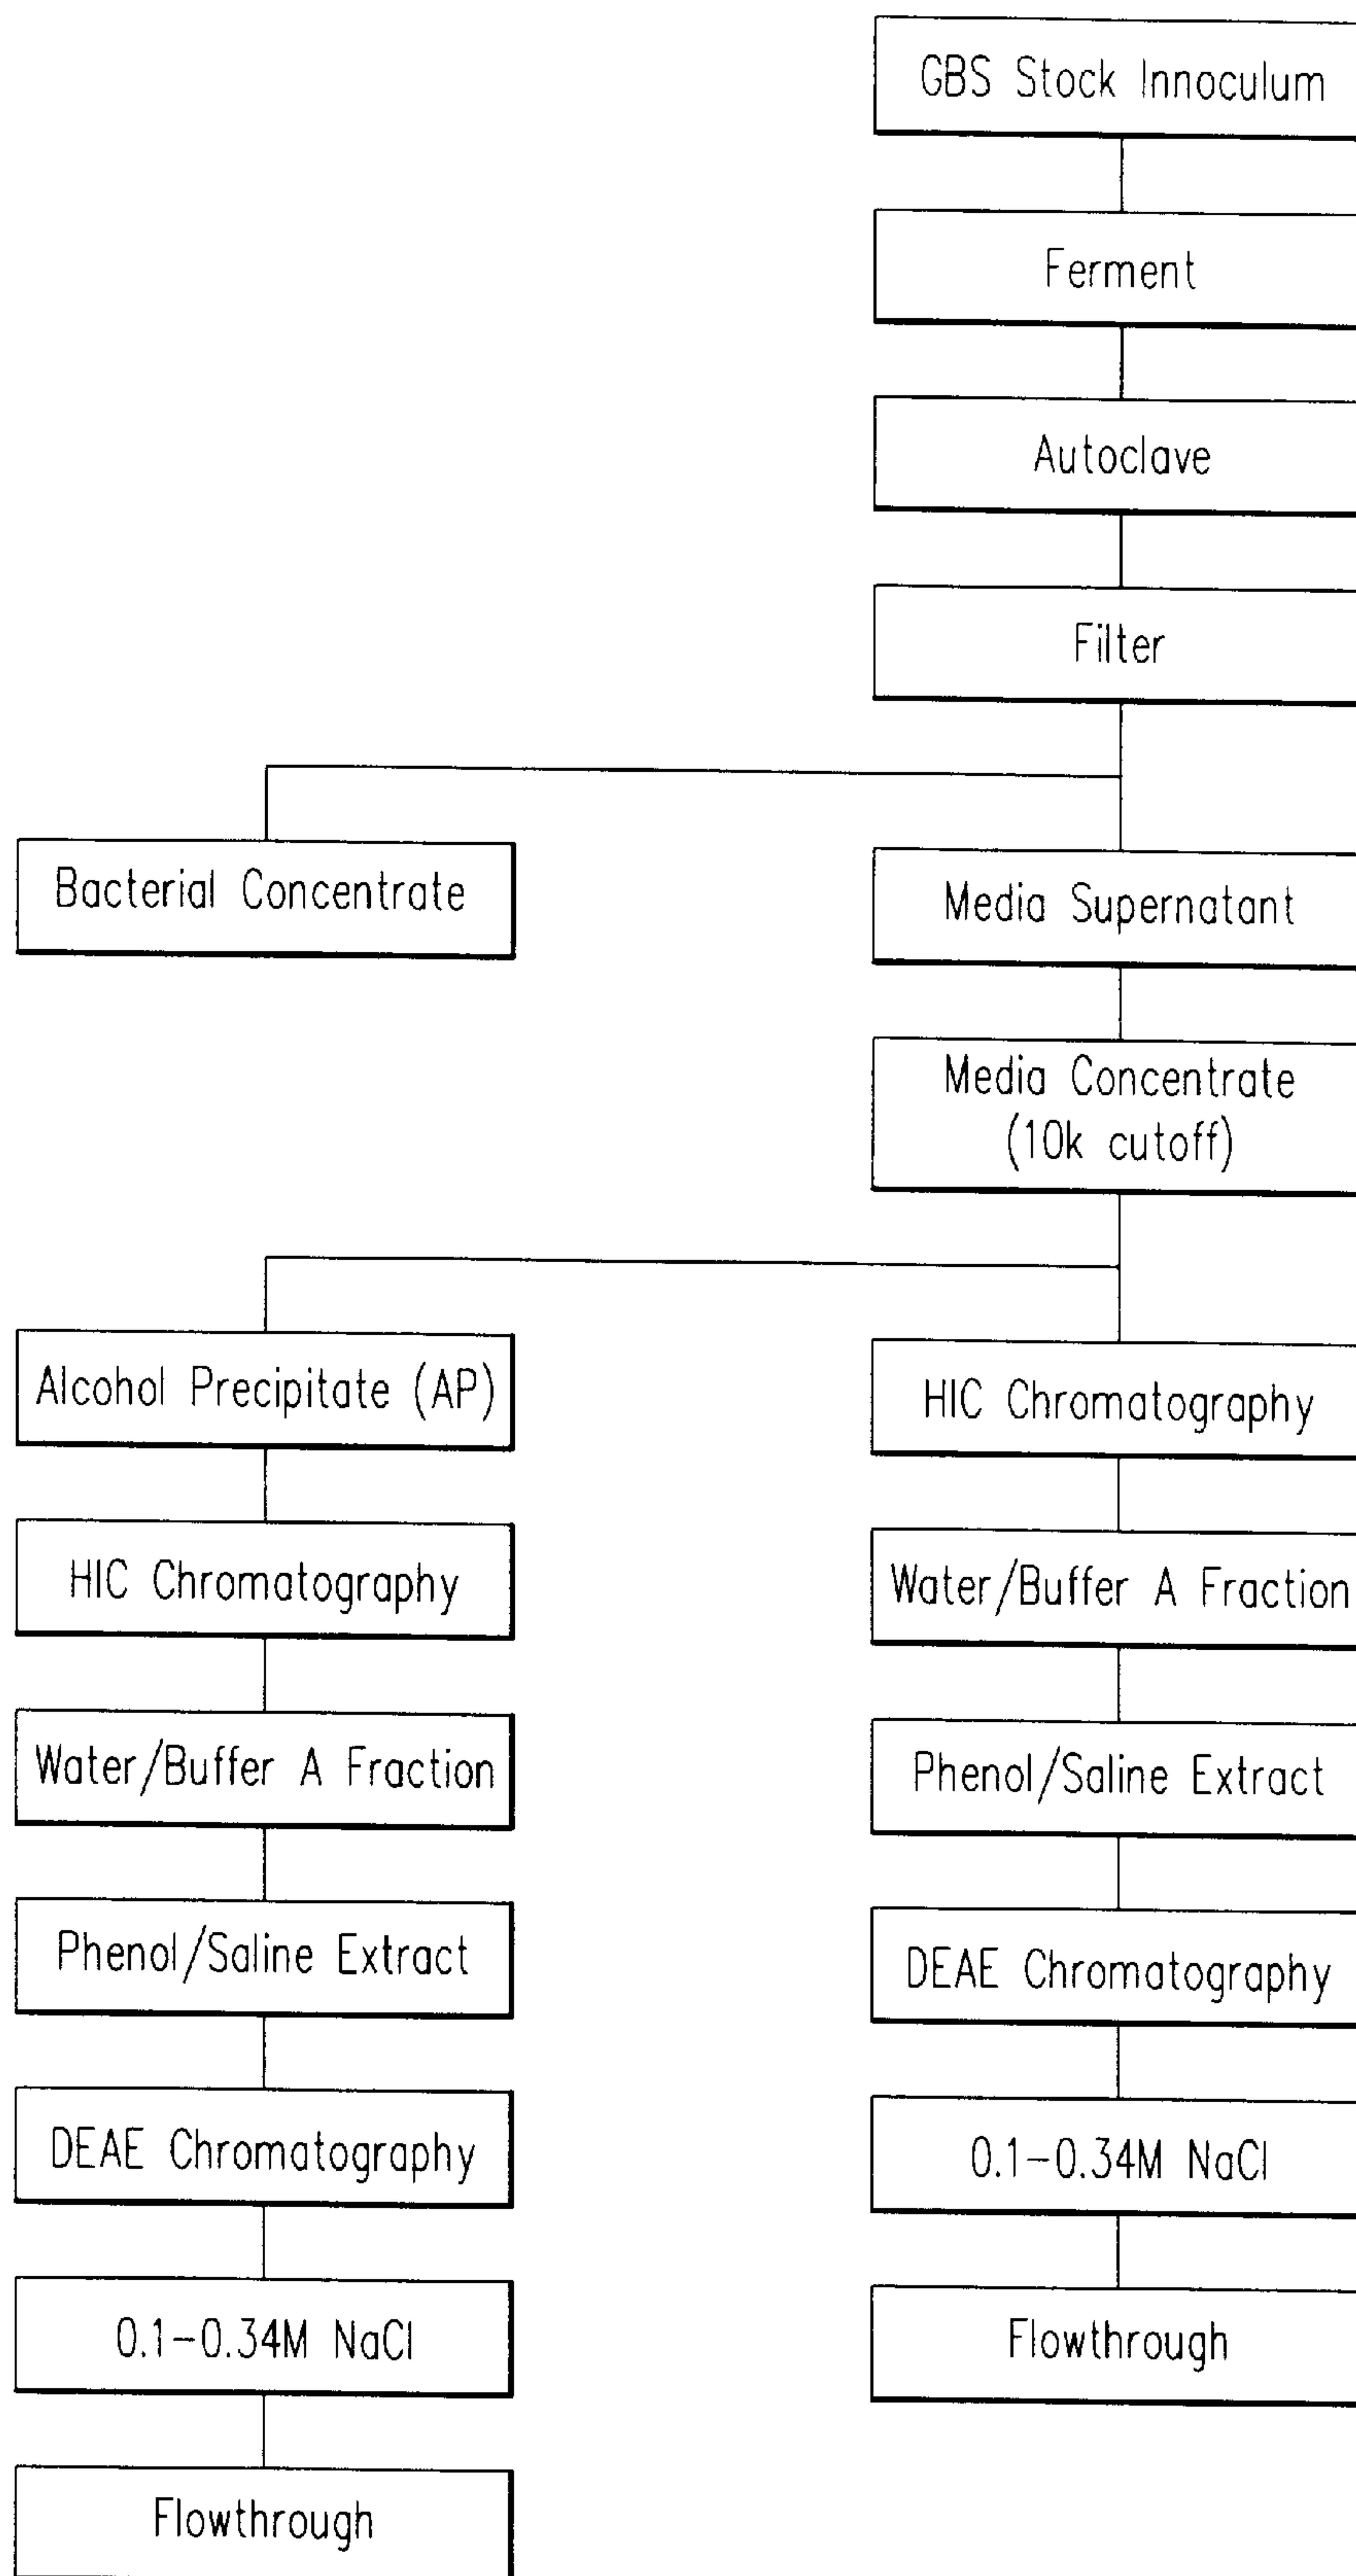 GBS Stock Innoculum
Ferment
Autoclave
Filter
Bacterial Concentrate
Media Supernatant
Media Concentrate
(10k cutoff)
Alcohol Precipitate (AP)
HIC Chromatography
Water/Buffer A Fraction
Phenol/Saline Extract
DEAE Chromatography
0.1-0.34M NaCl
Flowthrough
HIC Chromatography
Water/Buffer A Fraction
Phenol/Saline Extract
DEAE Chromatography
0.1-0.34M NaCl
Flowthrough